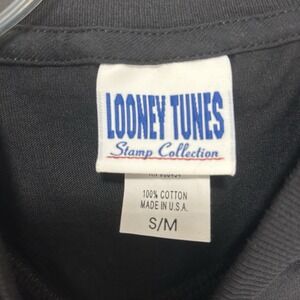 LOONEY TUNES
Stamp Collection
100% COTTON
MADE IN U.S.A.
S/M